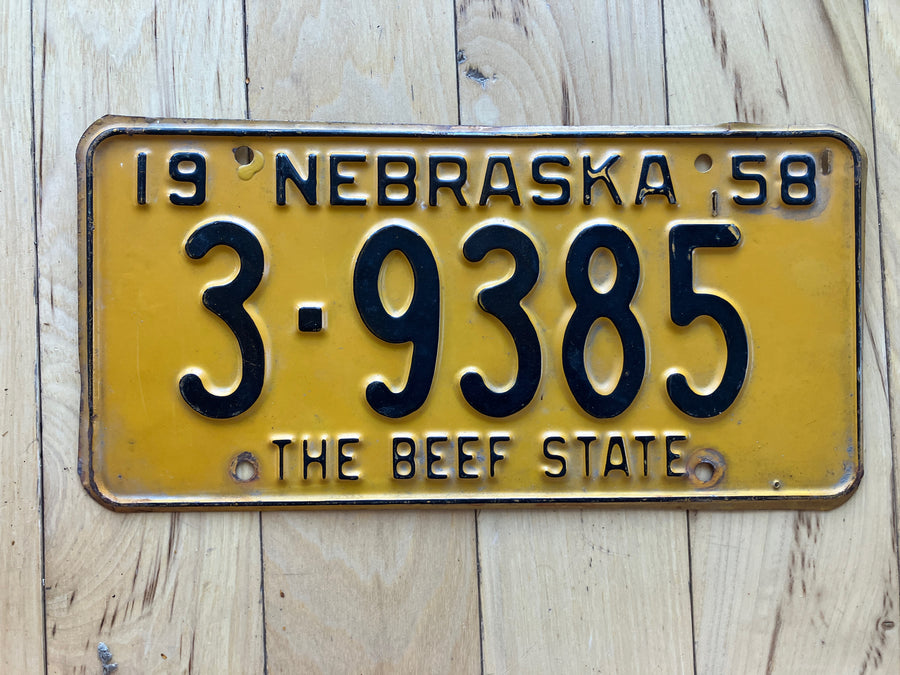 19 NEBRASKA 58
3-9385
THE BEEF STATE